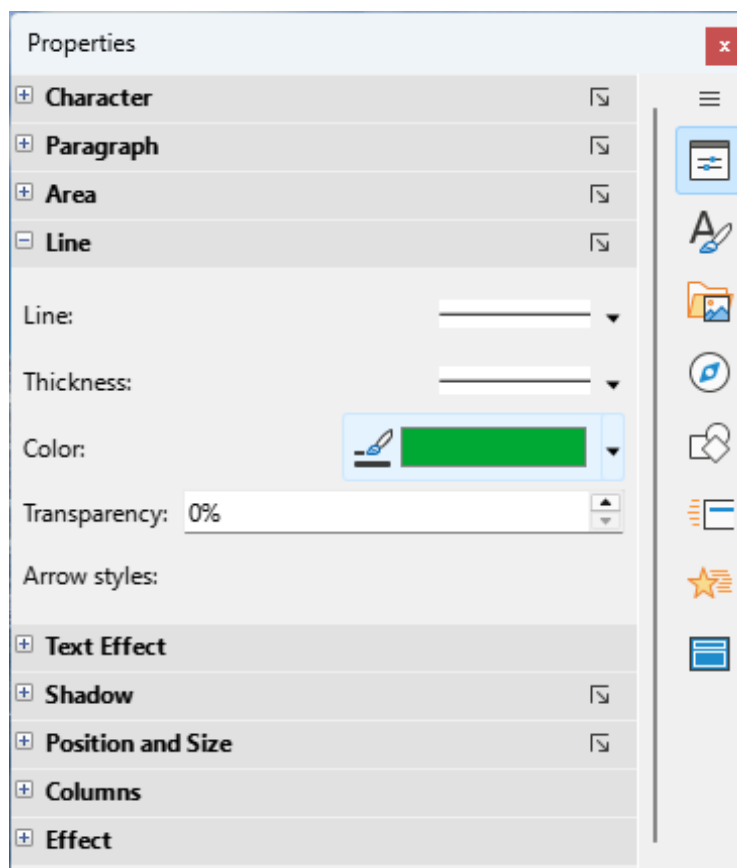 Properties
Character
Paragraph
Area
Line
Line:
Thickness:
Color:
Transparency: 0%
Arrow styles:
Text Effect
Shadow
Position and Size
Columns
Effect